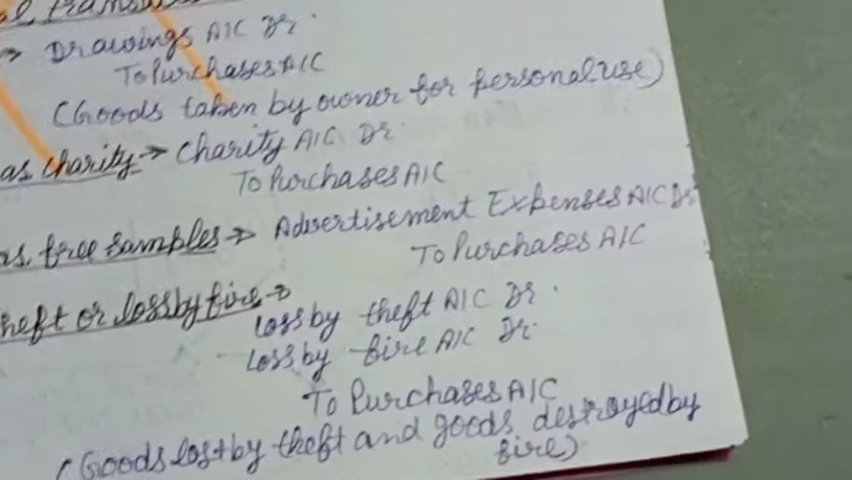 Drawings A/C Dr.
To Purchases A/C
(Goods taken by owner for personal use)
as charity → Charity A/C Dr.
To Purchases A/C
as free samples → Advertisement Expenses A/C Dr
To Purchases A/C
theft or loss by fire →
Loss by theft A/C Dr.
Loss by fire A/C Dr.
To Purchases A/C
(Goods lost by theft and goods destroyed by
fire)